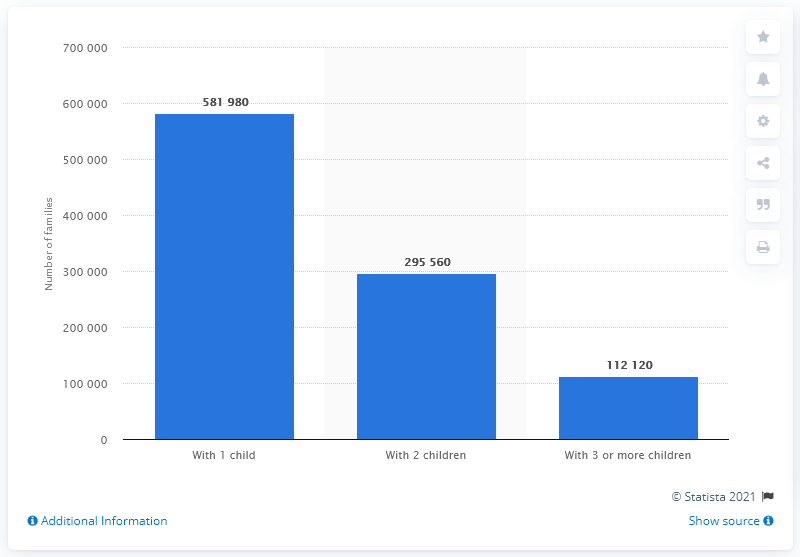 700 000
600 000
500 000
400 000
300 000
200 000
100 000
0
Number of families
581 980
295 560
112 120
With 1 child
With 2 children
With 3 or more children
© Statista 2021
Additional Information
Show source